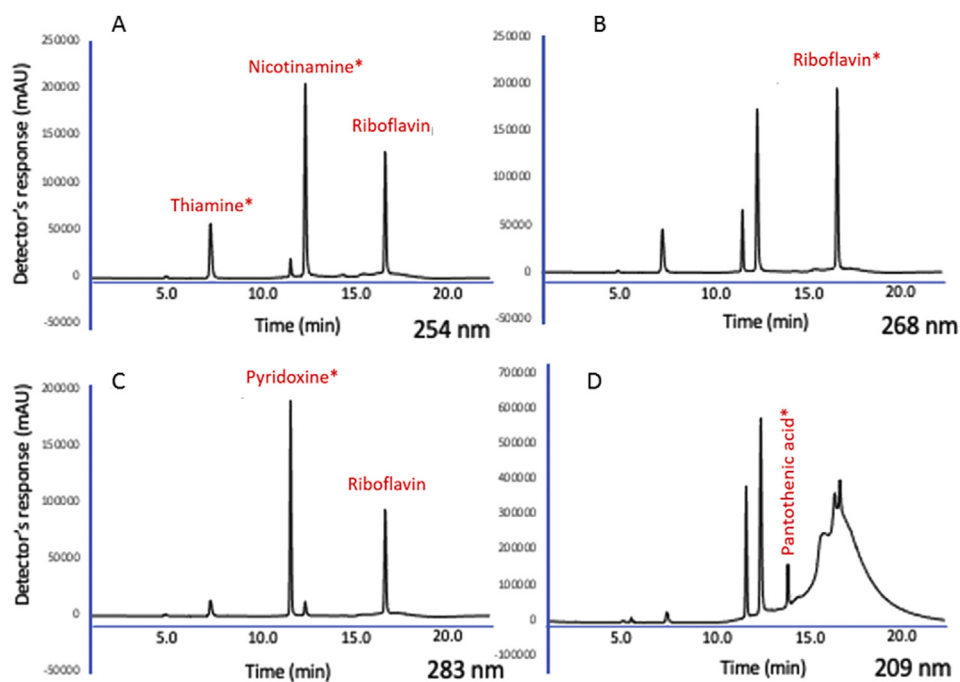 A
Detector's response (mAU)
250000
200000
150000
100000
50000
0
-50000
Thiamine*
Nicotinamine*
Riboflavin
5.0 10.0 15.0 20.0
Time (min)
254 nm
B
250000
200000
150000
100000
50000
0
-50000
Riboflavin*
5.0 10.0 15.0 20.0
Time (min)
268 nm
C
Detector's response (mAU)
200000
150000
100000
50000
0
-50000
Pyridoxine*
Riboflavin
5.0 10.0 15.0 20.0
Time (min)
283 nm
D
700000
600000
500000
400000
300000
200000
100000
0
-100000
Pantothenic acid*
5.0 10.0 15.0 20.0
Time (min)
209 nm